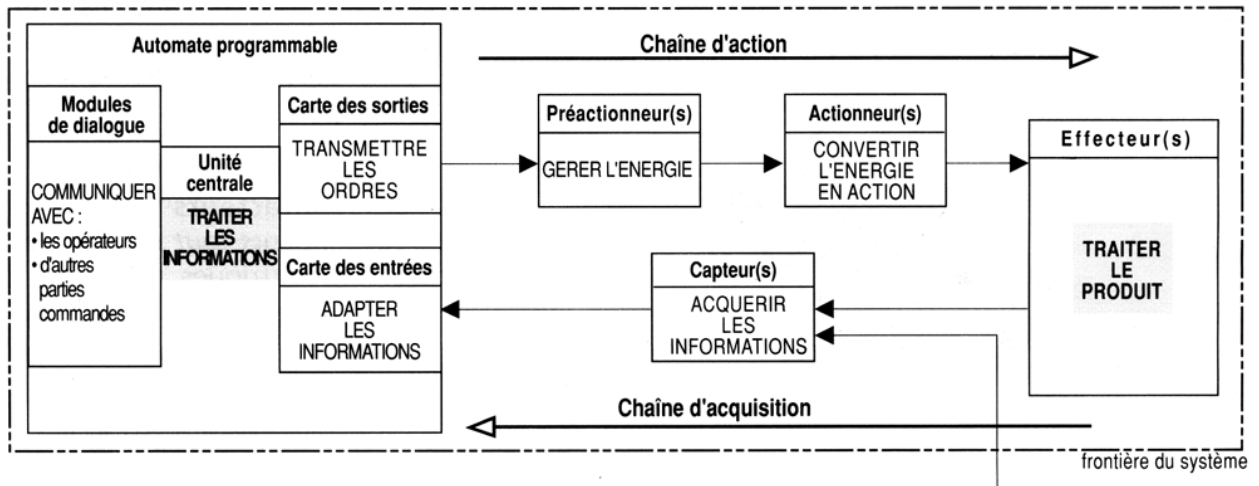 Automate programmable
Chaîne d'action
Modules
de dialogue
COMMUNIQUER
AVEC :
• les opérateurs
• d'autres
parties
commandes
Unité
centrale
TRAITER
LES
INFORMATIONS
Carte des sorties
TRANSMETTRE
LES
ORDRES
Carte des entrées
ADAPTER
LES
INFORMATIONS
Préactionneur(s)
GERER L'ENERGIE
Actionneur(s)
CONVERTIR
L'ENERGIE
EN ACTION
Effecteur(s)
TRAITER
LE
PRODUIT
Capteur(s)
ACQUERIR
LES
INFORMATIONS
Chaîne d'acquisition
frontière du système